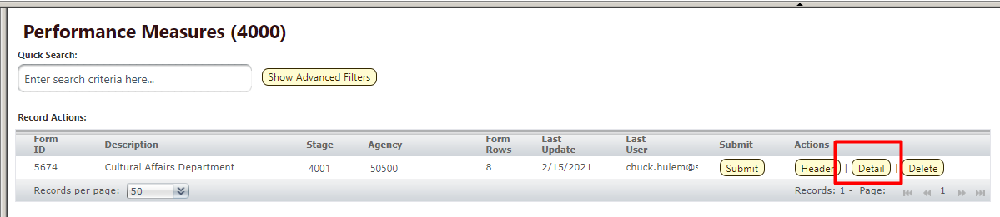 Performance Measures (4000)
Quick Search:
Enter search criteria here... Show Advanced Filters
Record Actions:
Form ID Description Stage Agency Form Rows Last Update Last User Submit Actions
5674 Cultural Affairs Department 4001 50500 8 2/15/2021 chuck.hulem@s Submit Header | Detail | Delete
Records per page: 50 - Records: 1 - Page: 1